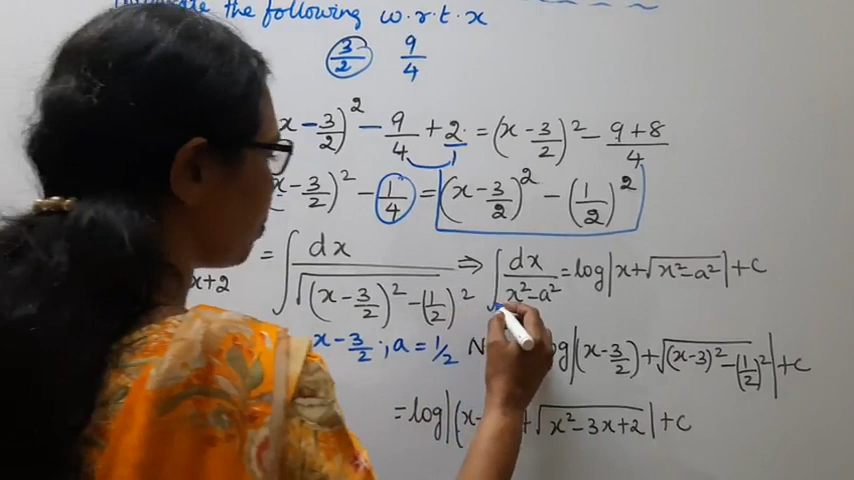 the following w.r.t.x
3/2 9/4
x - 3/2)² - 9/4 + 2 = (x - 3/2)² - 9+8/4
x - 3/2)² - 1/4 = (x - 3/2)² - (1/2)²
x+2 = ∫ dx/√(x - 3/2)² - (1/2)² ⇒ ∫ dx/x² - a² = log|x + √x² - a²| + c
x - 3/2; a = 1/2 og|(x - 3/2) + √(x-3)² - (1/2)²| + c
= log|(x- + √x² - 3x + 2| + c